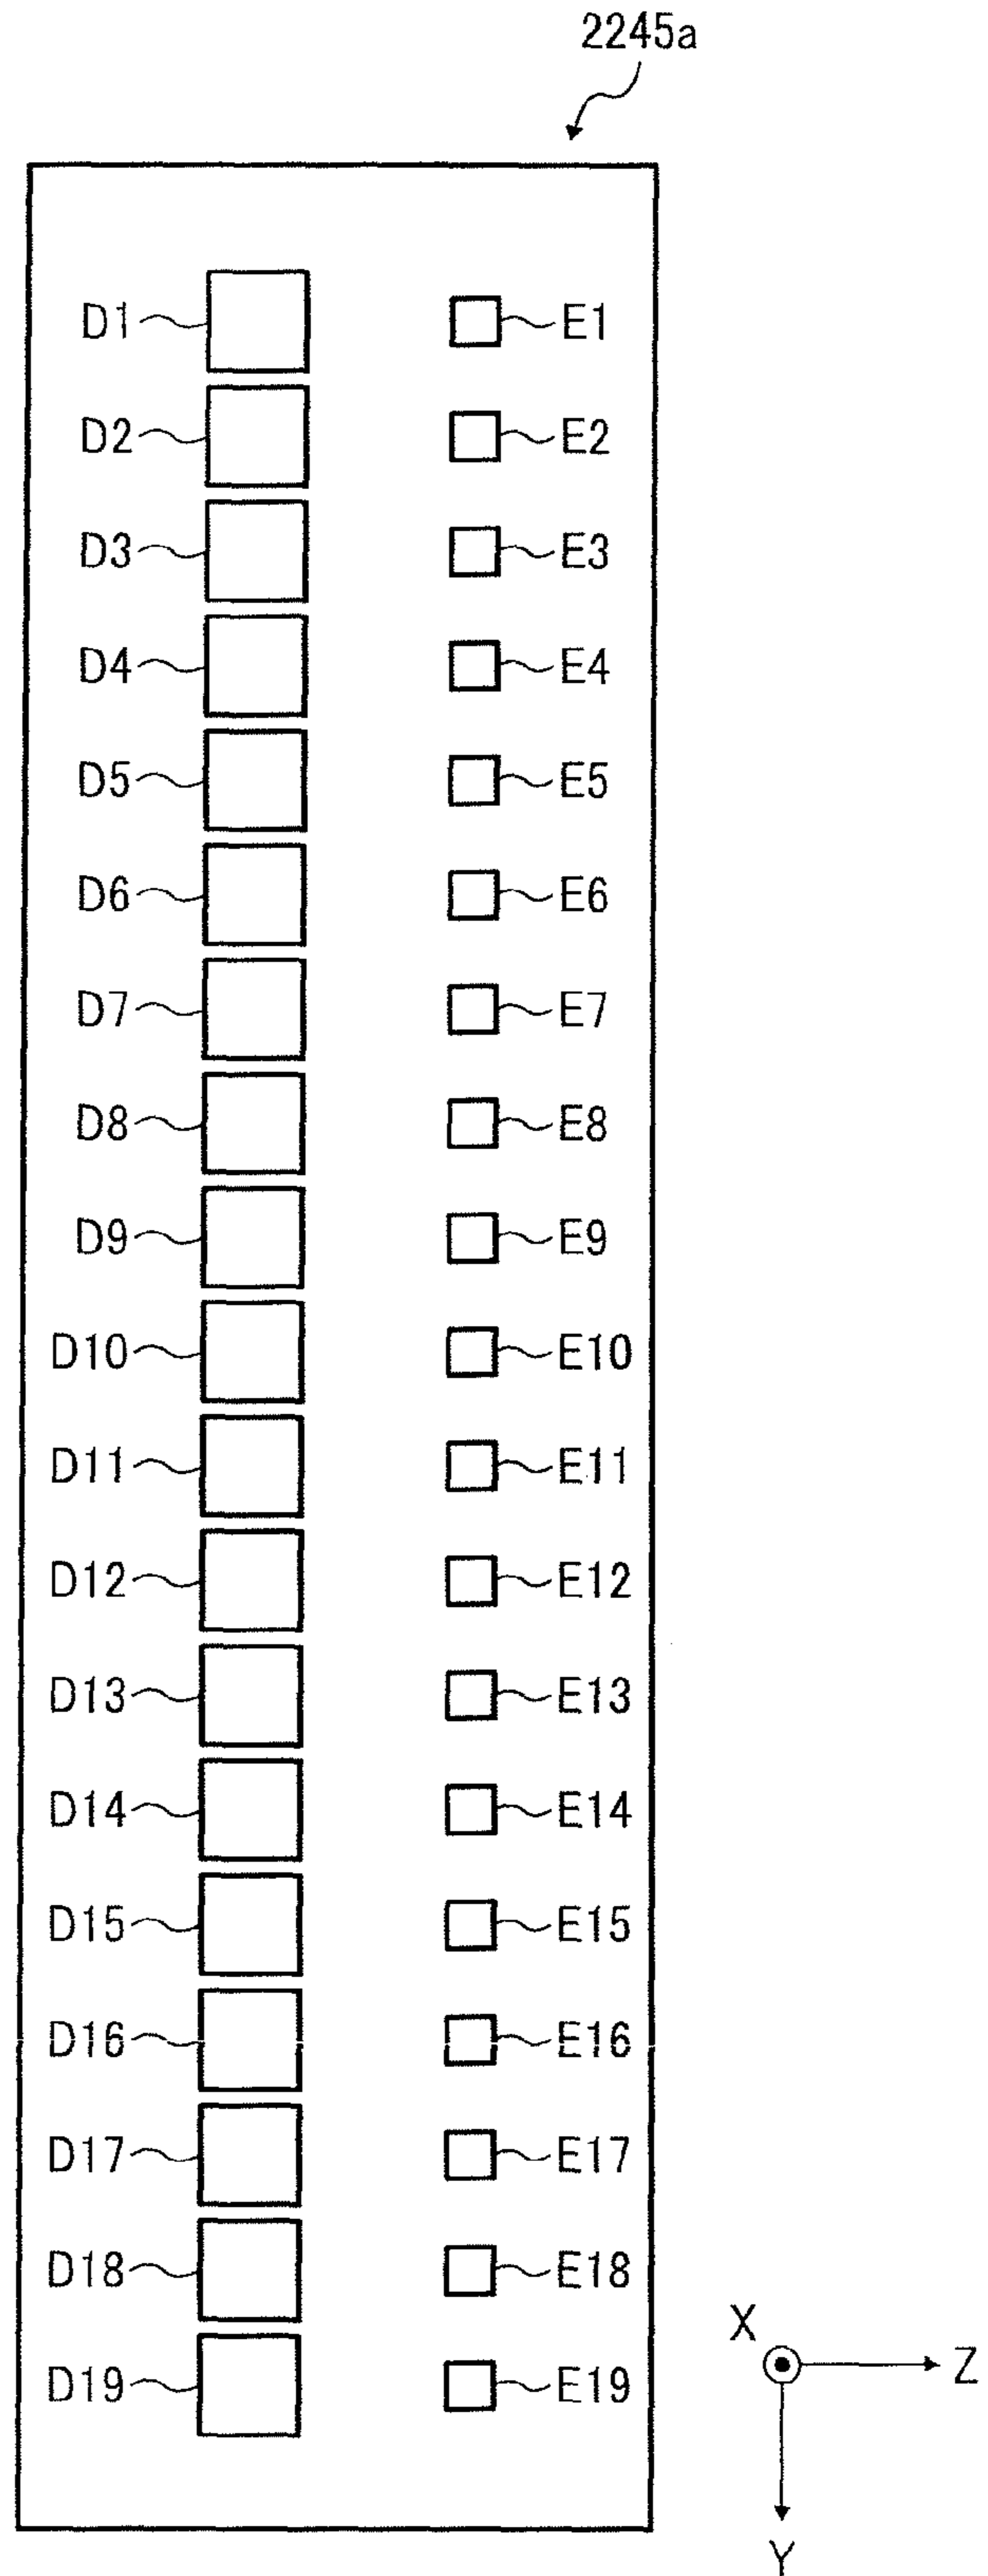 2245a
D1 E1
D2 E2
D3 E3
D4 E4
D5 E5
D6 E6
D7 E7
D8 E8
D9 E9
D10 E10
D11 E11
D12 E12
D13 E13
D14 E14
D15 E15
D16 E16
D17 E17
D18 E18
D19 E19
X
Z
Y